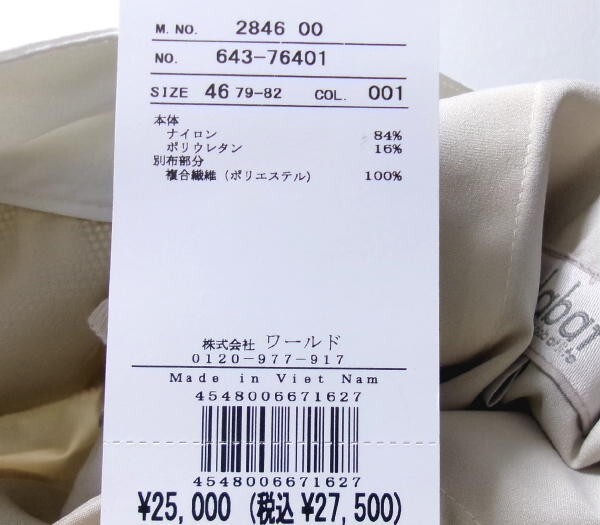 M. NO. 2846 00
NO. 643-76401
SIZE 46 79-82 COL. 001
本体
ナイロン 84%
ポリウレタン 16%
別布部分
複合繊維 (ポリエステル) 100%
株式会社 ワールド
0120-977-917
Made in Viet Nam
4548006671627
4548006671627
¥25,000 (税込 ¥27,500)